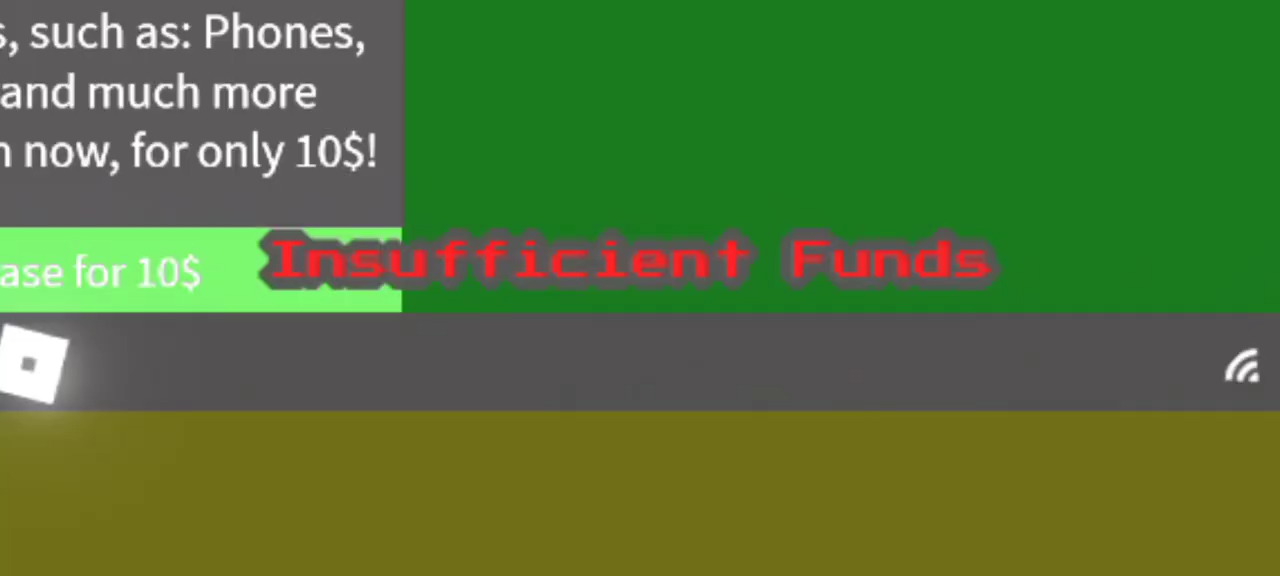 s, such as: Phones,
and much more
now, for only 10$!
ase for 10$
Insufficient Funds